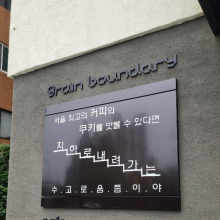 grain boundary
서울 최고의 커피와
쿠키를 맛볼 수 있다면
지하로내려가는
수고로움쯤이야